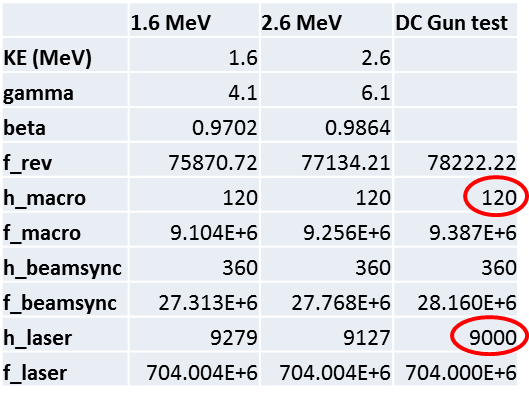 1.6 MeV 2.6 MeV DC Gun test
KE (MeV) 1.6 2.6
gamma 4.1 6.1
beta 0.9702 0.9864
f_rev 75870.72 77134.21 78222.22
h_macro 120 120 120
f_macro 9.104E+6 9.256E+6 9.387E+6
h_beamsync 360 360 360
f_beamsync 27.313E+6 27.768E+6 28.160E+6
h_laser 9279 9127 9000
f_laser 704.004E+6 704.004E+6 704.000E+6